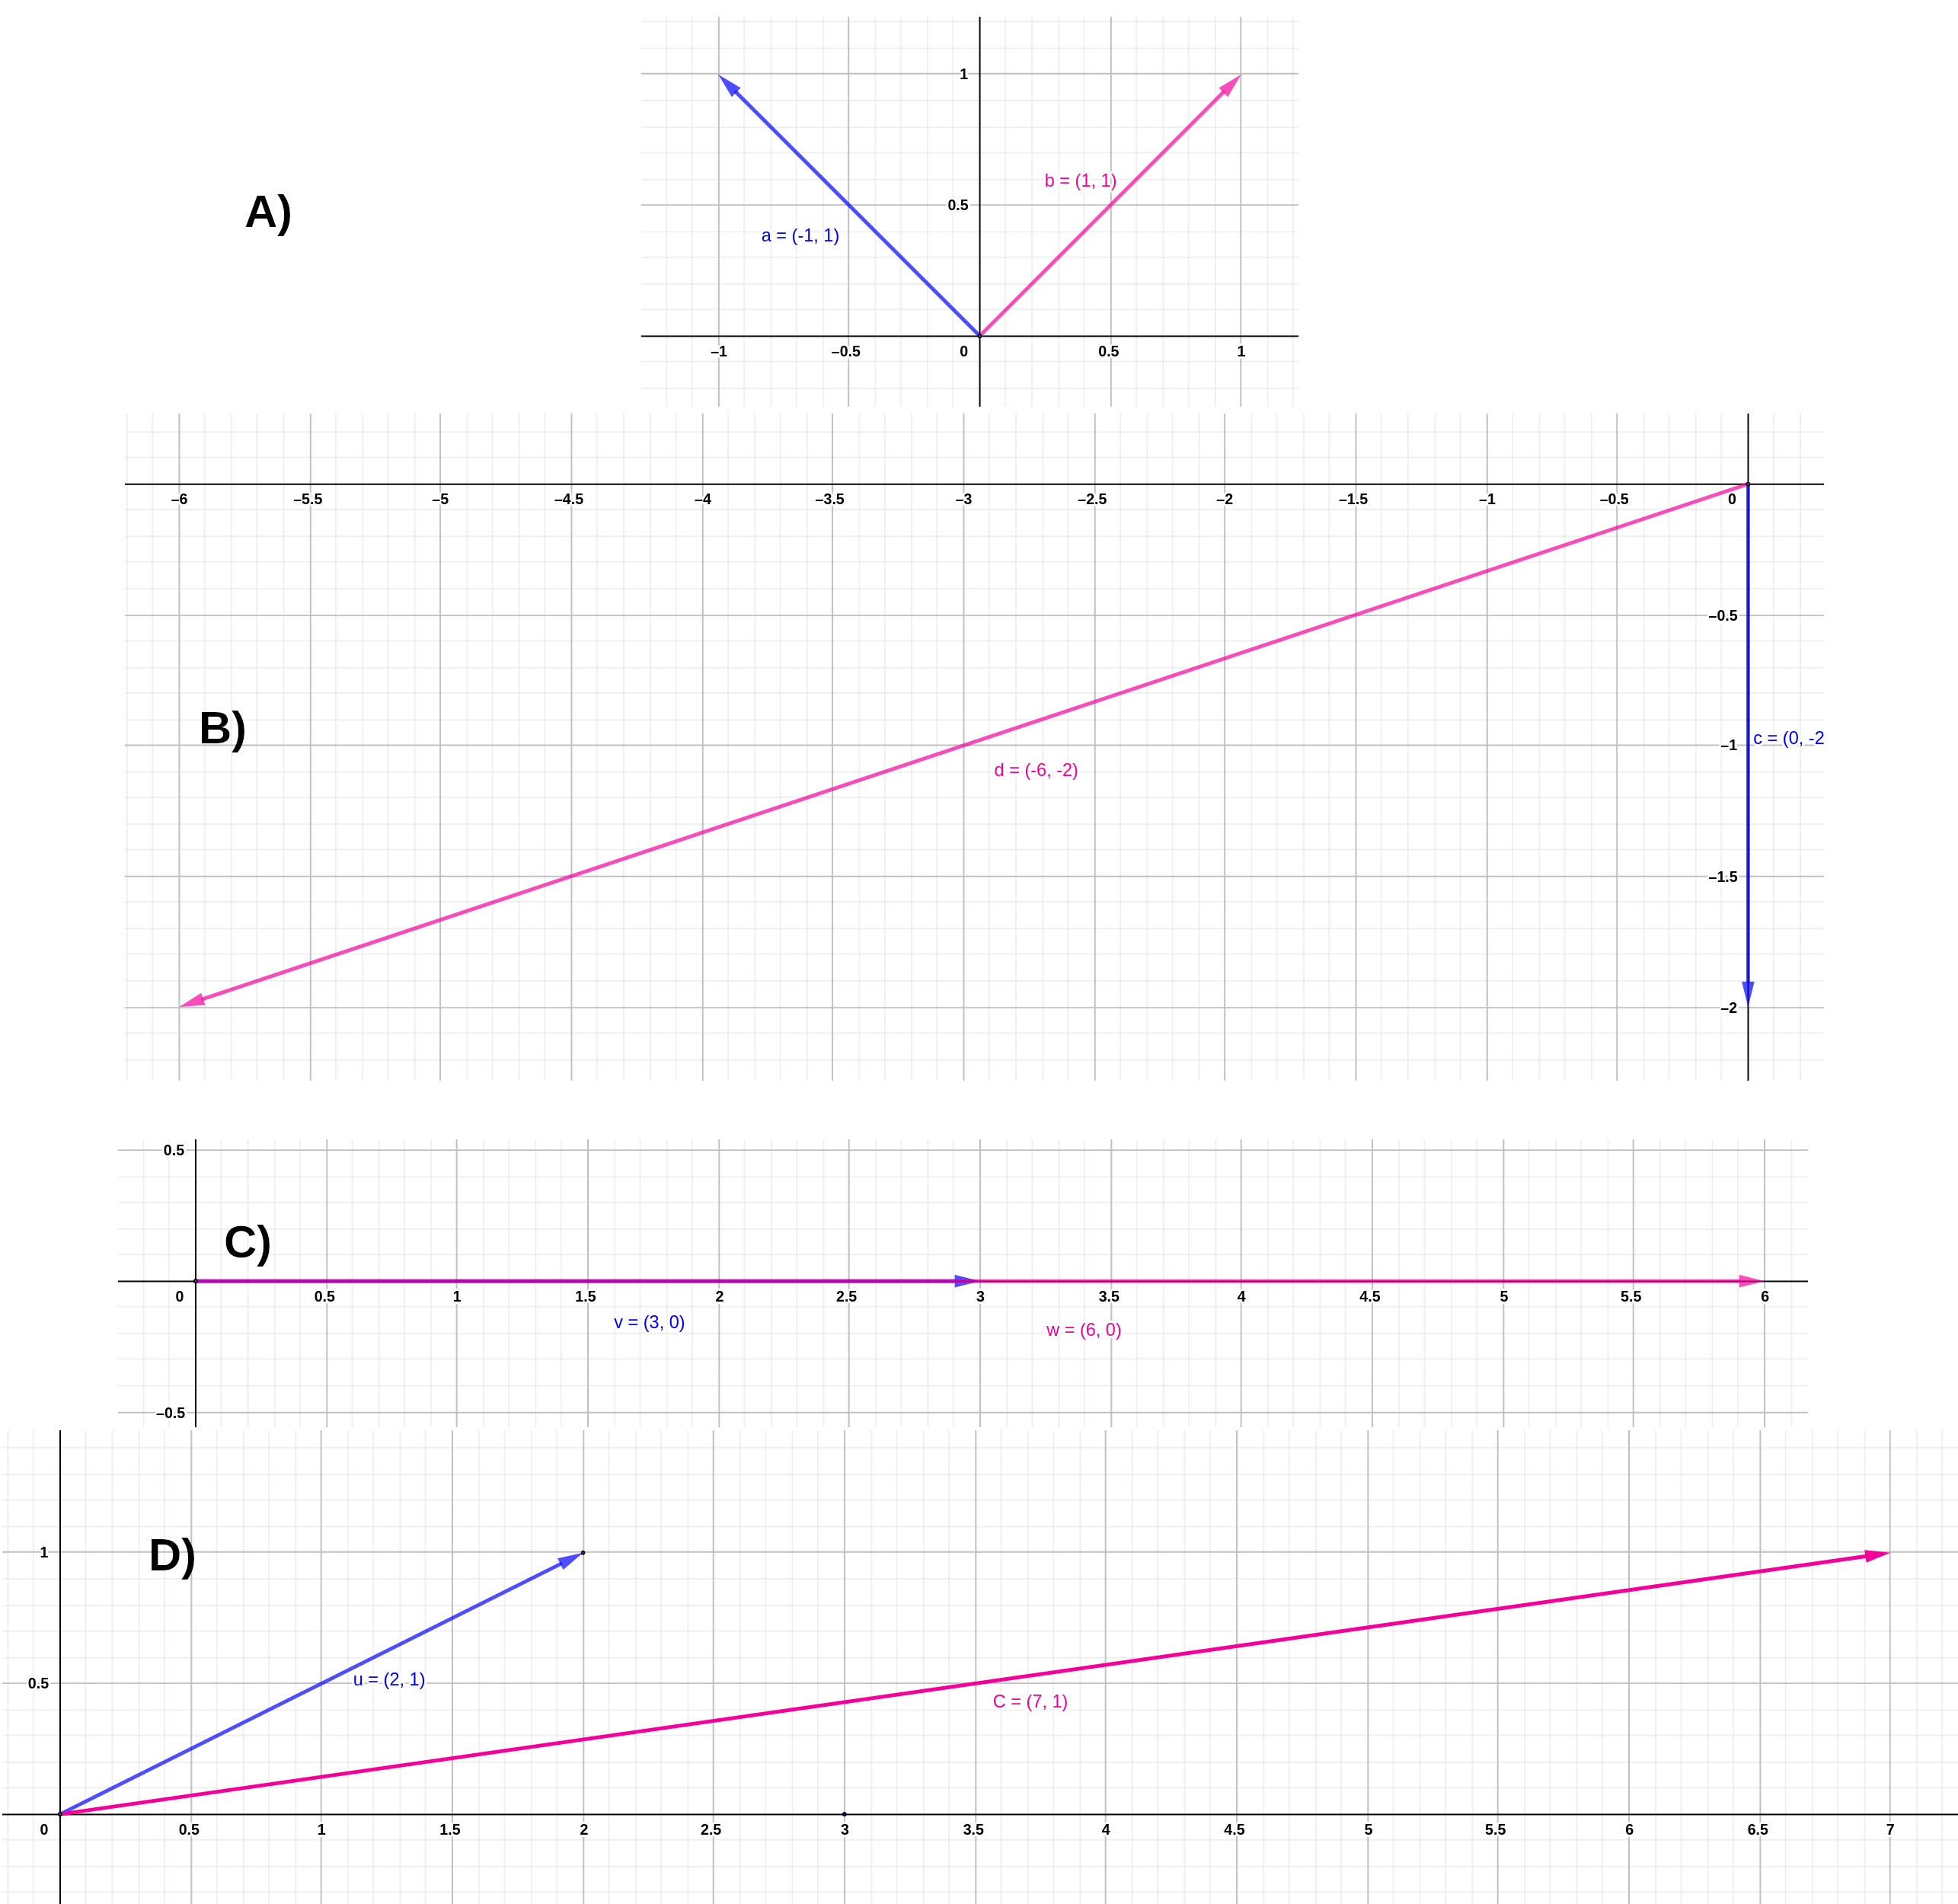 1
b = (1, 1)
A)
0.5
a = (-1, 1)
–1 –0.5 0 0.5 1
–6 –5.5 –5 –4.5 –4 –3.5 –3 –2.5 –2 –1.5 –1 –0.5 0
–0.5
B)
–1 c = (0, -2
d = (-6, -2)
–1.5
–2
0.5
C)
0 0.5 1 1.5 2 2.5 3 3.5 4 4.5 5 5.5 6
v = (3, 0) w = (6, 0)
–0.5
1
D)
0.5
u = (2, 1)
C = (7, 1)
0 0.5 1 1.5 2 2.5 3 3.5 4 4.5 5 5.5 6 6.5 7